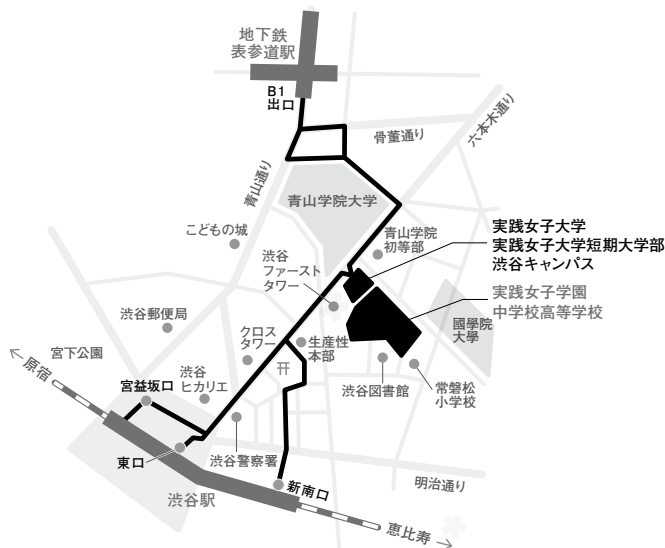 地下鉄
表参道駅
B1
出口
骨董通り
六本木通り
青山通り
青山学院大学
こどもの城
青山学院
初等部
実践女子大学
実践女子大学短期大学部
渋谷キャンパス
渋谷
ファースト
タワー
実践女子学園
中学校高等学校
渋谷郵便局
國學院
大學
クロス
タワー
生産性
本部
宮下公園
原宿
渋谷
ヒカリエ
宮益坂口
渋谷図書館
常磐松
小学校
東口
渋谷警察署
明治通り
新南口
渋谷駅
恵比寿